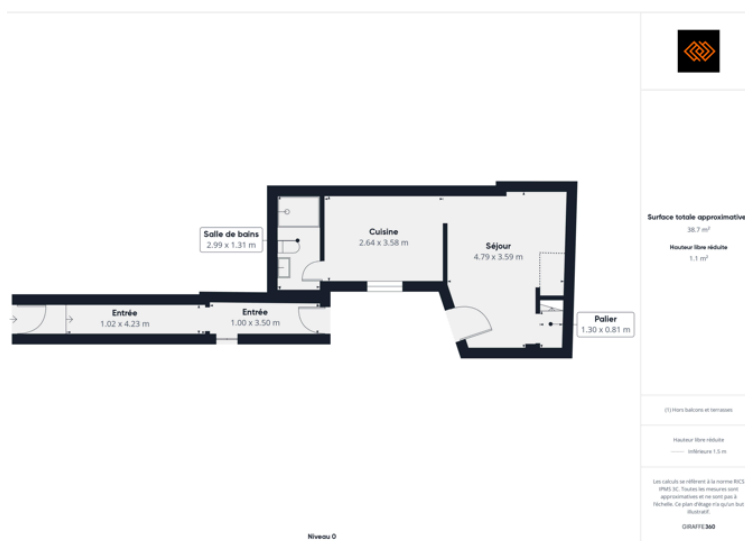 Salle de bains
2.99 x 1.31 m
Cuisine
2.64 x 3.58 m
Séjour
4.79 x 3.59 m
Entrée
1.02 x 4.23 m
Entrée
1.00 x 3.50 m
Palier
1.30 x 0.81 m
Niveau 0
Surface totale approximative
38.7 m²
Hauteur libre réduite
1.1 m²
(1) Hors balcons et terrasses
Hauteur libre réduite
Inférieure 1.5 m
Les calculs se réfèrent à la norme RICS
IPMS 3C. Toutes les mesures sont
approximatives et ne sont pas à
l'échelle. Ce plan d'étage n'a qu'un but
illustratif.
GIRAFFE360